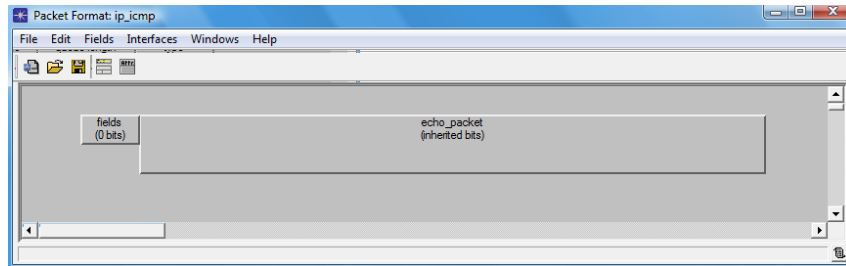 Packet Format: ip_icmp
File Edit Fields Interfaces Windows Help
fields
(0 bits)
echo_packet
(inherited bits)